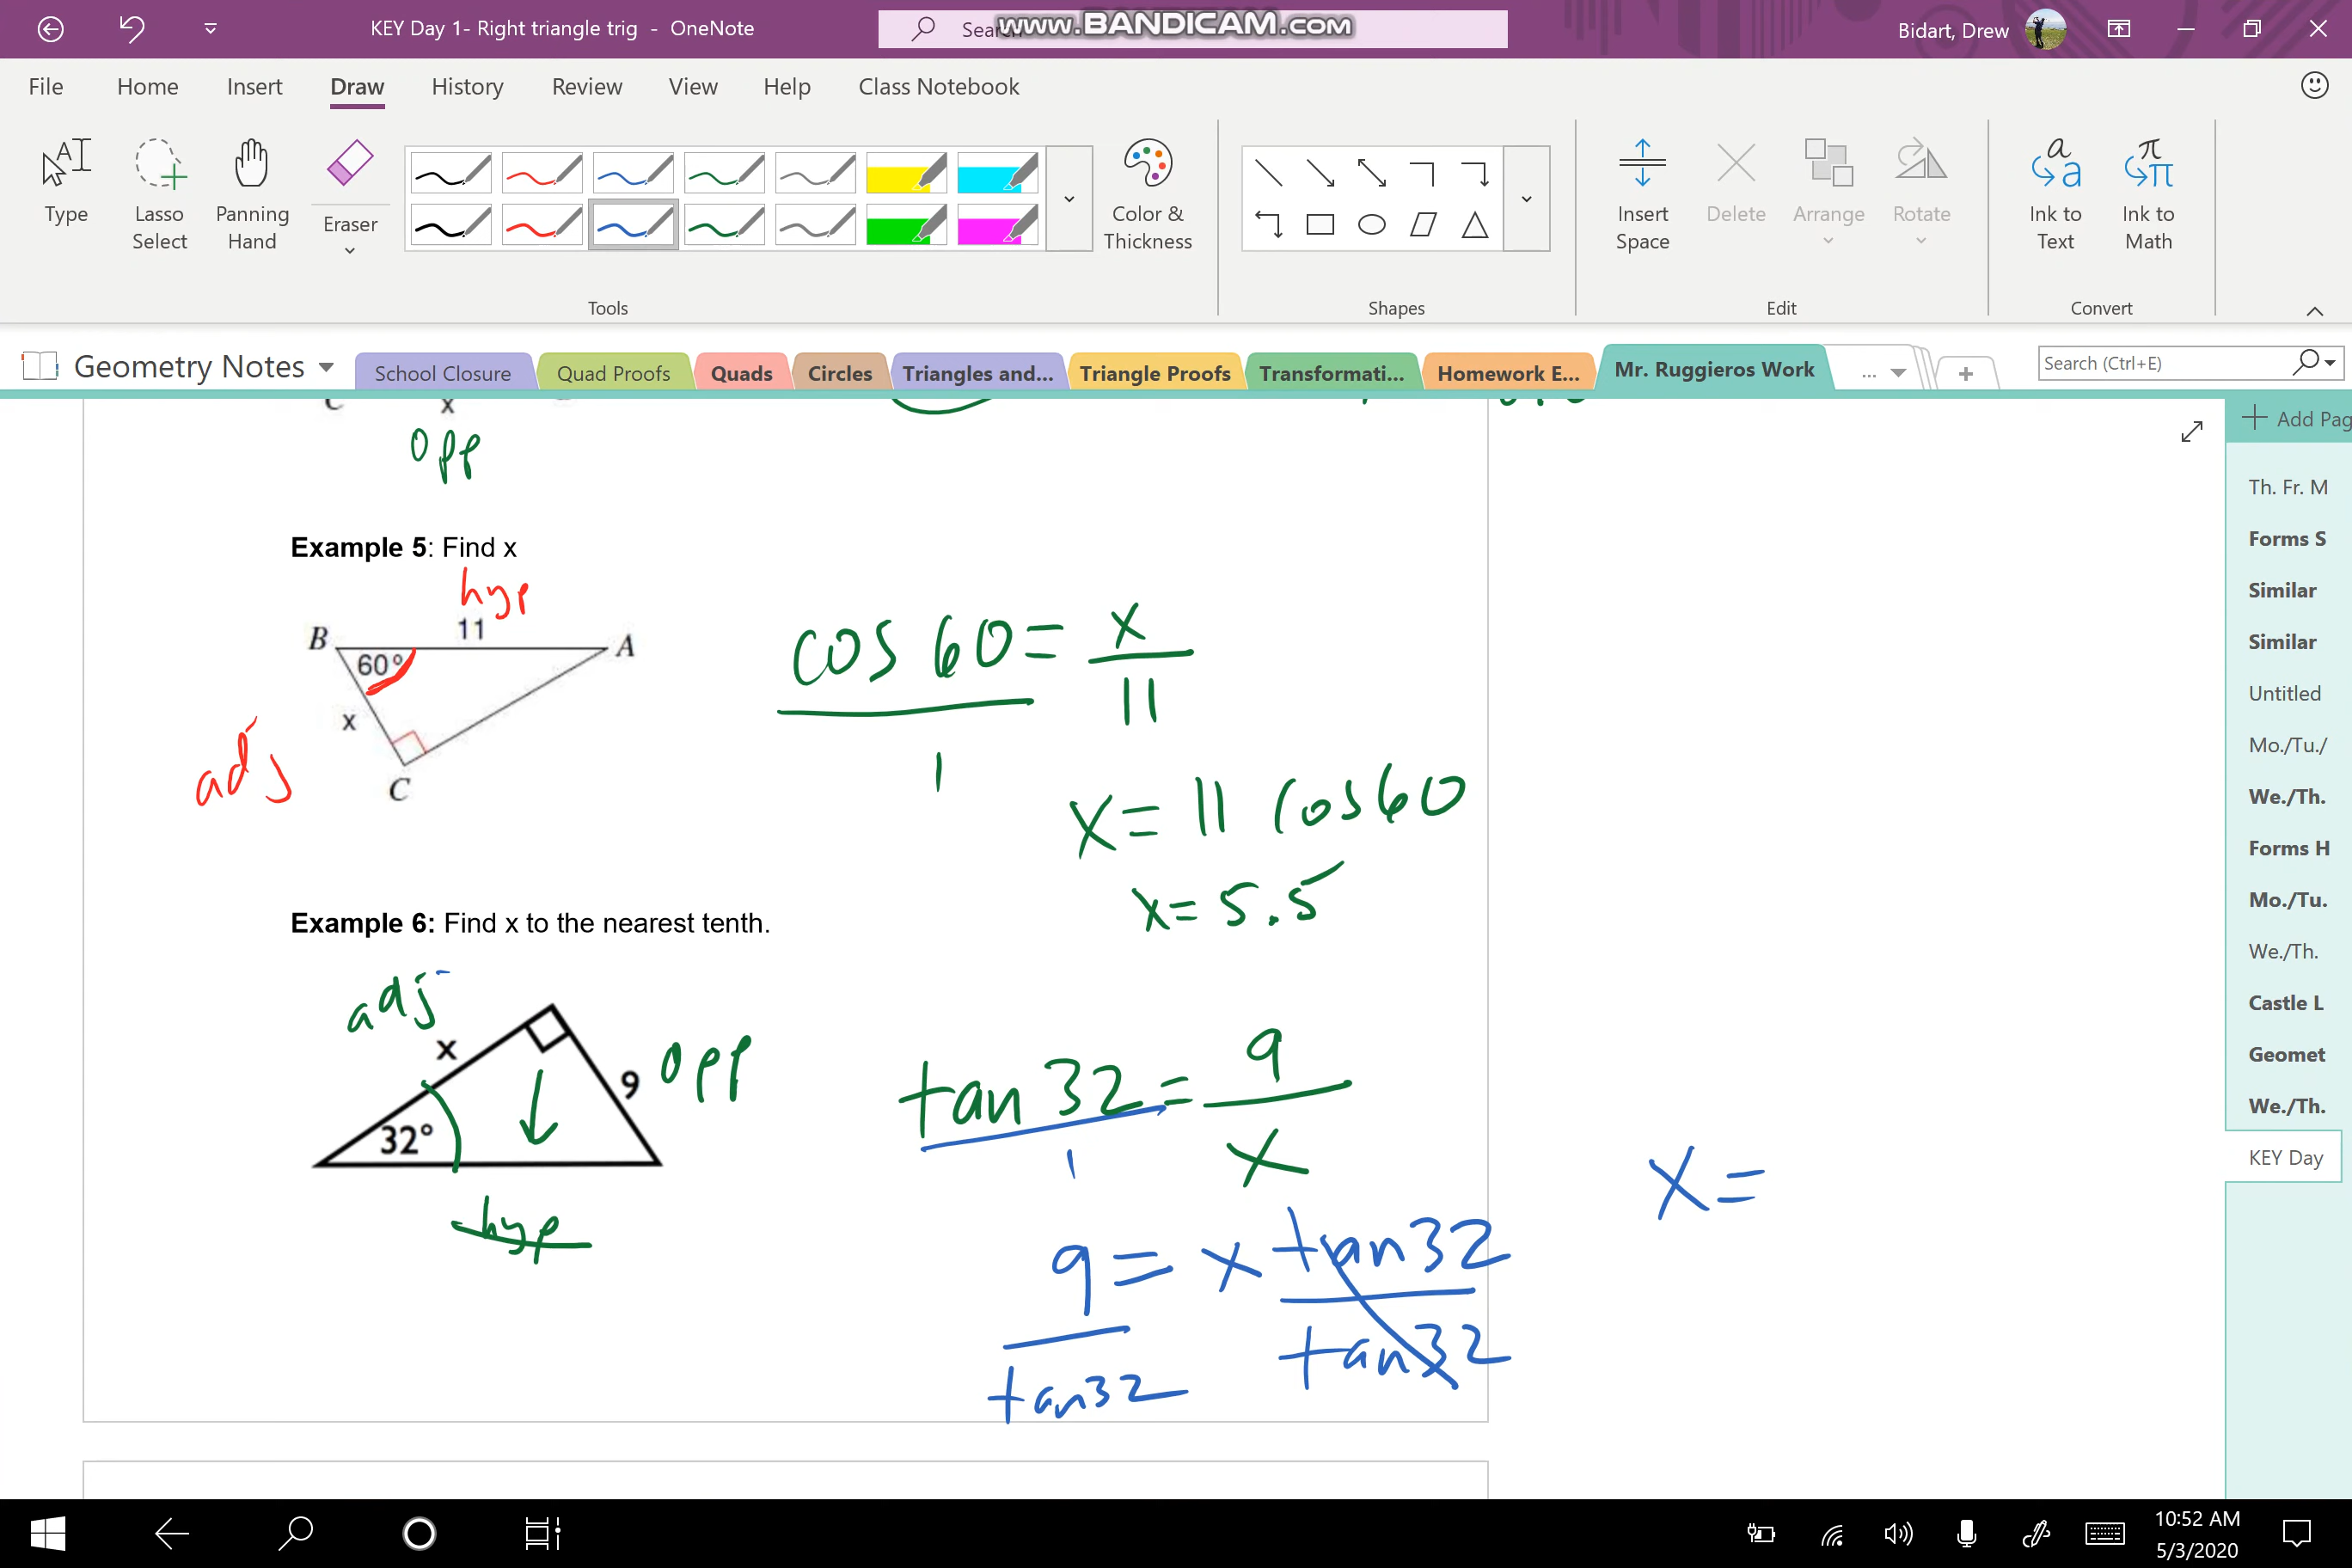 KEY Day 1- Right triangle trig - OneNote
www.BANDICAM.com
Bidart, Drew
File Home Insert Draw History Review View Help Class Notebook
Type
Lasso Select
Panning Hand
Eraser
Color & Thickness
Insert Space
Delete
Arrange
Rotate
Ink to Text
Ink to Math
Tools
Shapes
Edit
Convert
Geometry Notes
School Closure
Quad Proofs
Quads
Circles
Triangles and...
Triangle Proofs
Transformati...
Homework E...
Mr. Ruggieros Work
...
Search (Ctrl+E)
x
opp
Example 5: Find x
hyp
11
B
A
60°
x
C
adj
cos 60 = x
11
1
x = 11 cos 60
x = 5.5
Example 6: Find x to the nearest tenth.
adj
x
9
opp
32°
hyp
tan 32 = 9
1
x
9 = x tan 32
tan 32
tan 32
x =
Add Pag
Th. Fr. M
Forms S
Similar
Similar
Untitled
Mo./Tu./
We./Th.
Forms H
Mo./Tu.
We./Th.
Castle L
Geomet
We./Th.
KEY Day
10:52 AM
5/3/2020